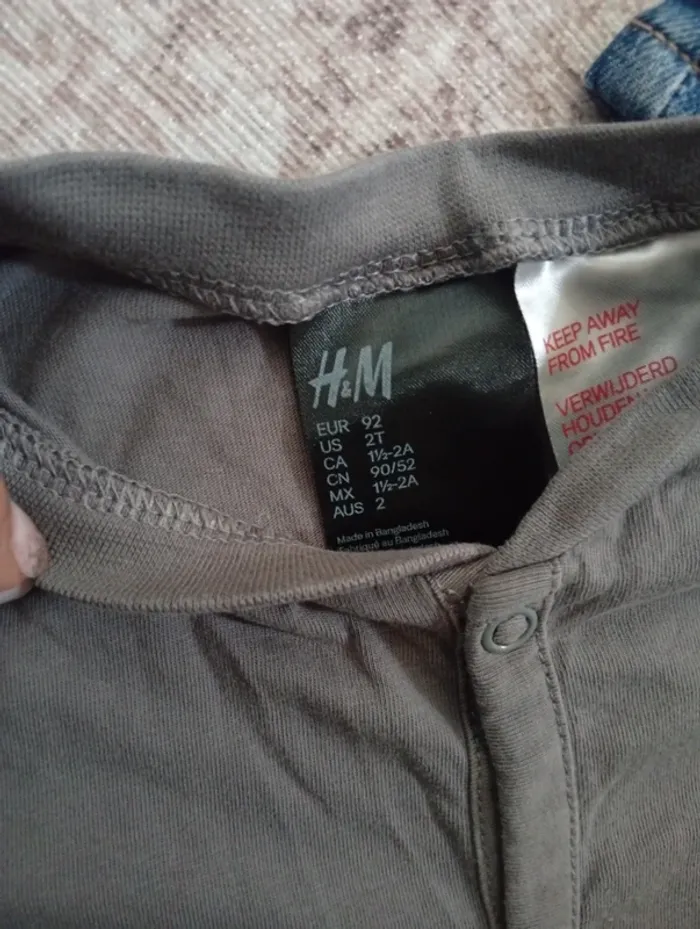 H&M
EUR 92
US 2T
CA 1½-2A
CN 90/52
MX 1½-2A
AUS 2
Made in Bangladesh
Fabriqué au Bangladesh
KEEP AWAY
FROM FIRE
VERWIJDERD
HOUDEN